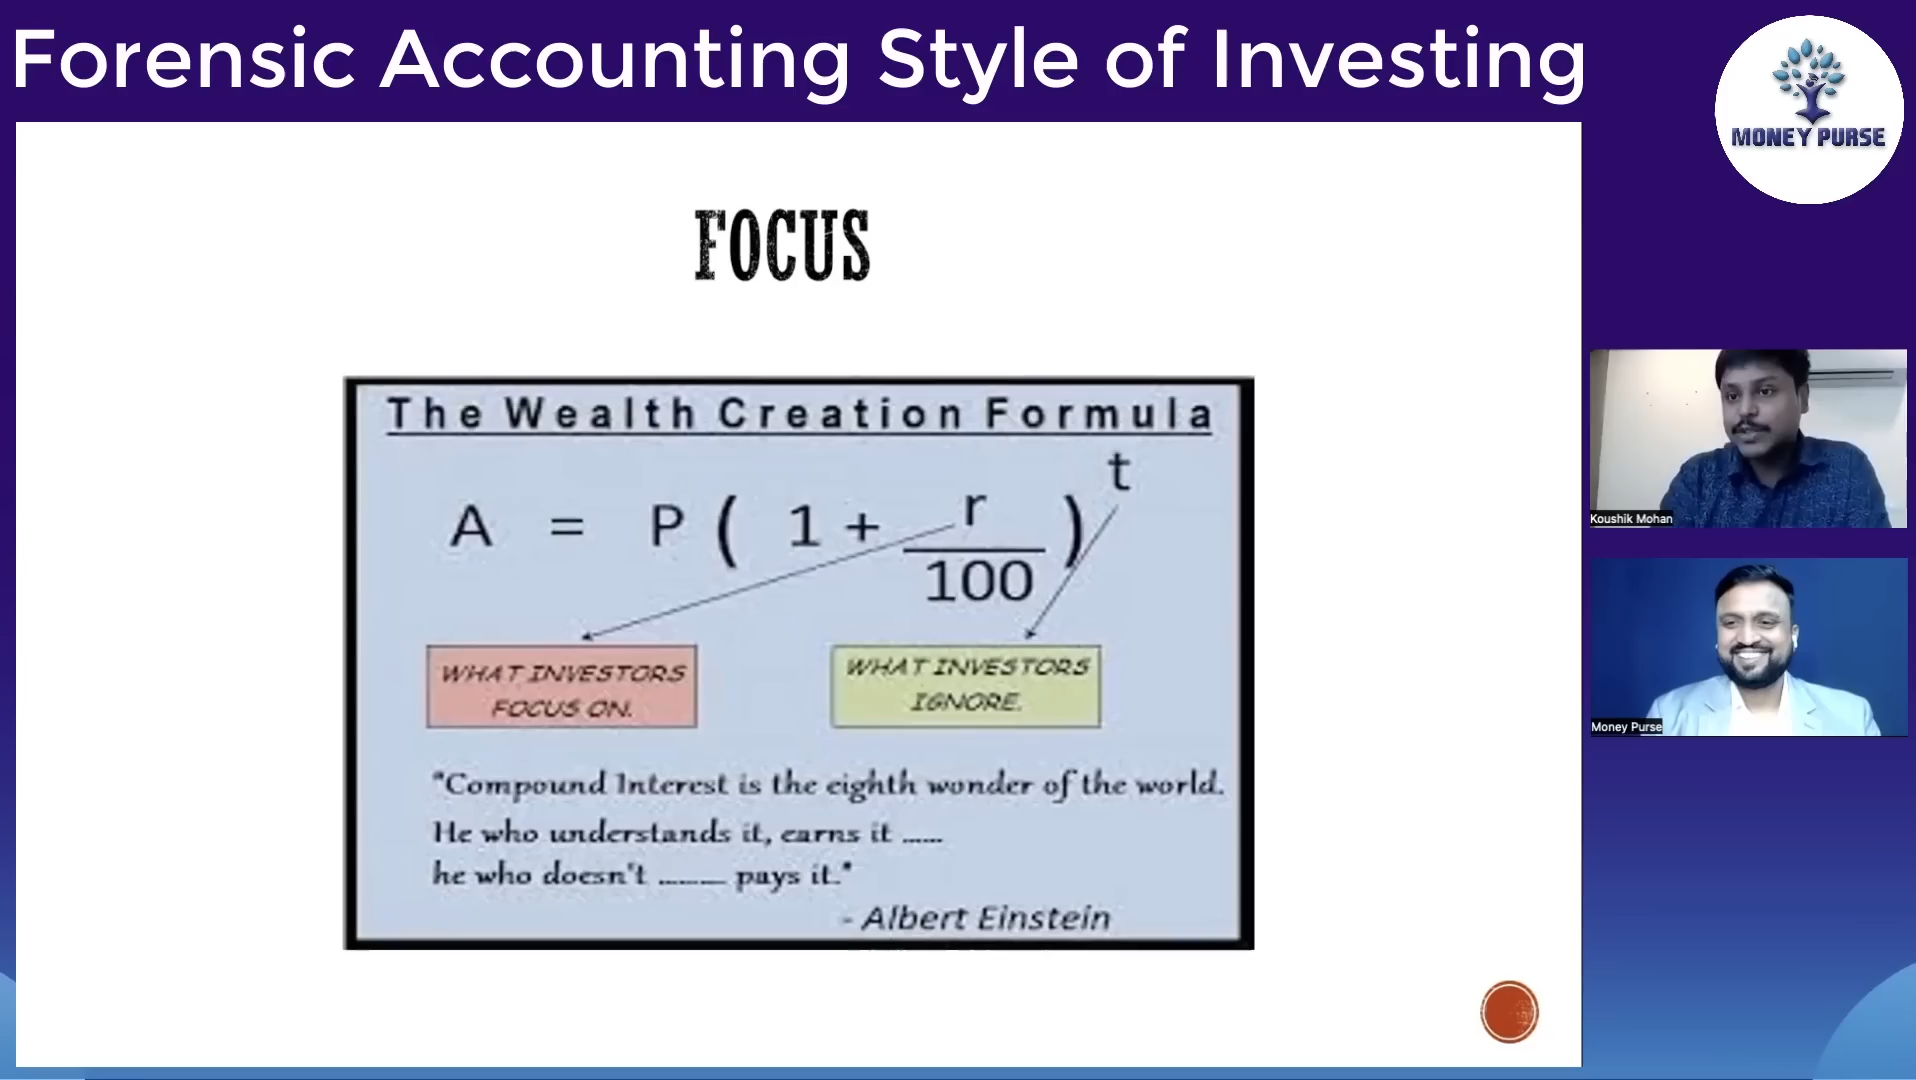 Forensic Accounting Style of Investing
MONEY PURSE
FOCUS
The Wealth Creation Formula
A = P ( 1 + r/100 )^t
WHAT INVESTORS
FOCUS ON.
WHAT INVESTORS
IGNORE.
"Compound Interest is the eighth wonder of the world.
He who understands it, earns it ......
he who doesn't ......... pays it."
- Albert Einstein
Koushik Mohan
Money Purse